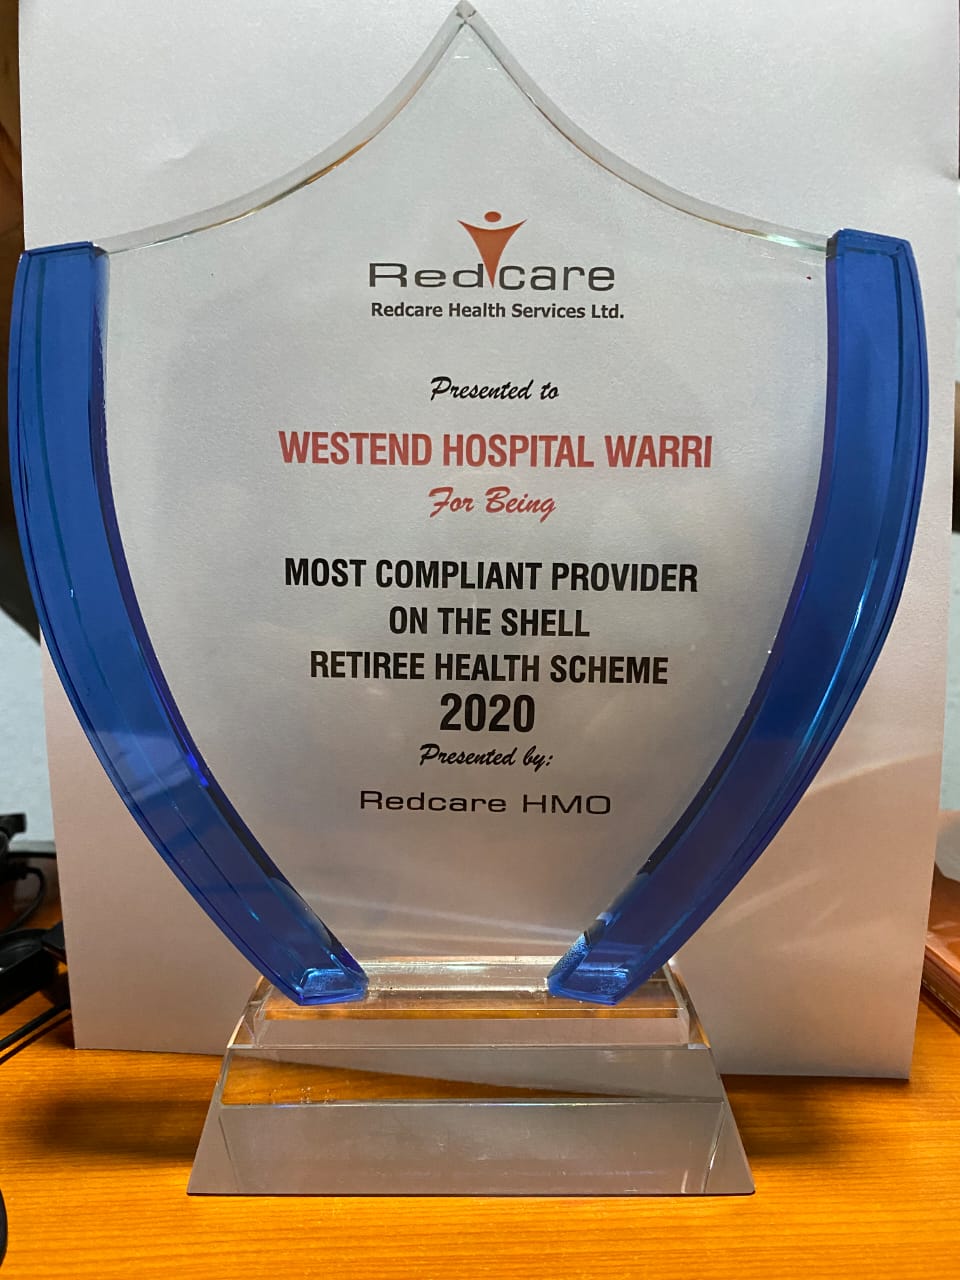 Redcare
Redcare Health Services Ltd.
Presented to
WESTEND HOSPITAL WARRI
For Being
MOST COMPLIANT PROVIDER
ON THE SHELL
RETIREE HEALTH SCHEME
2020
Presented by:
Redcare HMO